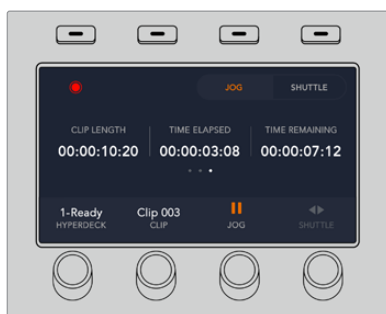 JOG SHUTTLE
CLIP LENGTH TIME ELAPSED TIME REMAINING
00:00:10:20 00:00:03:08 00:00:07:12
1-Ready Clip 003
HYPERDECK CLIP JOG SHUTTLE